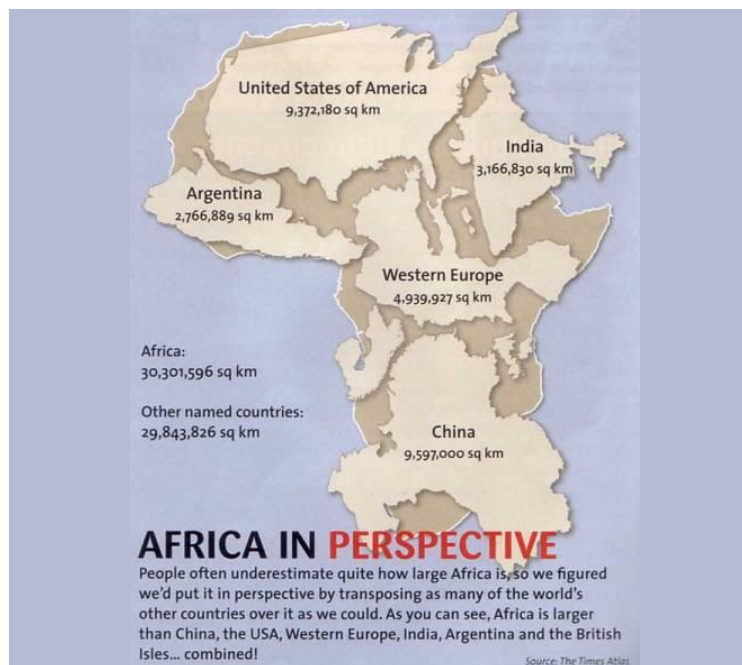 United States of America
9,372,180 sq km
India
3,166,830 sq km
Argentina
2,766,889 sq km
Western Europe
4,939,927 sq km
Africa:
30,301,596 sq km
Other named countries:
29,843,826 sq km
China
9,597,000 sq km
AFRICA IN PERSPECTIVE
People often underestimate quite how large Africa is, so we figured
we'd put it in perspective by transposing as many of the world's
other countries over it as we could. As you can see, Africa is larger
than China, the USA, Western Europe, India, Argentina and the British
Isles... combined!
Source: The Times Atlas